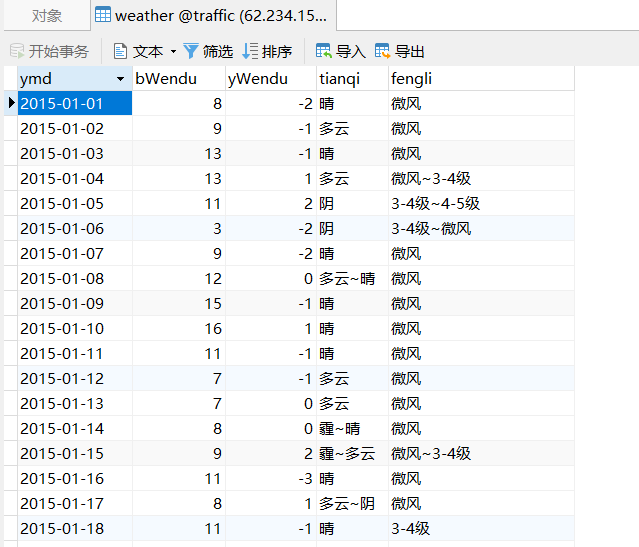 对象 weather @traffic (62.234.15...
开始事务 文本 筛选 排序 导入 导出
ymd bWendu yWendu tianqi fengli
2015-01-01 8 -2 晴 微风
2015-01-02 9 -1 多云 微风
2015-01-03 13 -1 晴 微风
2015-01-04 13 1 多云 微风~3-4级
2015-01-05 11 2 阴 3-4级~4-5级
2015-01-06 3 -2 阴 3-4级~微风
2015-01-07 9 -2 晴 微风
2015-01-08 12 0 多云~晴 微风
2015-01-09 15 -1 晴 微风
2015-01-10 16 1 晴 微风
2015-01-11 11 -1 晴 微风
2015-01-12 7 -1 多云 微风
2015-01-13 7 0 多云 微风
2015-01-14 8 0 霾~晴 微风
2015-01-15 9 2 霾~多云 微风~3-4级
2015-01-16 11 -3 晴 微风
2015-01-17 8 1 多云~阴 微风
2015-01-18 11 -1 晴 3-4级